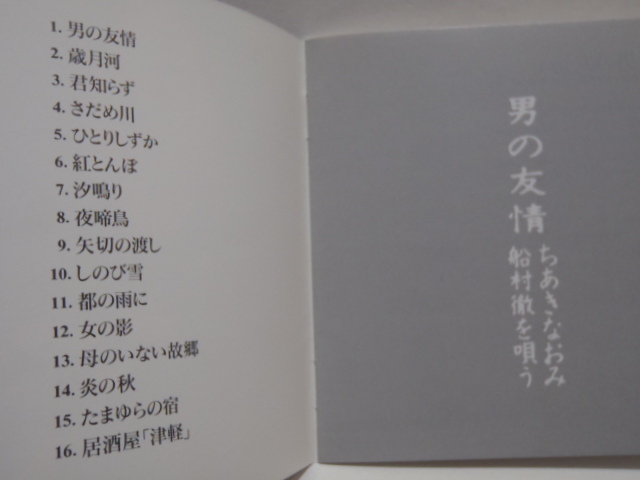 1. 男の友情
2. 歳月河
3. 君知らず
4. さだめ川
5. ひとりしずか
6. 紅とんぼ
7. 汐鳴り
8. 夜啼鳥
9. 矢切の渡し
10. しのび雪
11. 都の雨に
12. 女の影
13. 母のいない故郷
14. 炎の秋
15. たまゆらの宿
16. 居酒屋「津軽」
男の友情
ちあきなおみ
船村徹を唄う